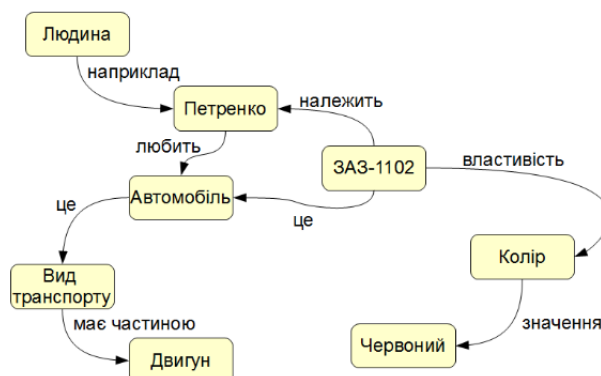 Людина
наприклад
Петренко
належить
любить
ЗАЗ-1102
властивість
Автомобіль
це
це
Колір
Вид
транспорту
має частиною
значення
Двигун
Червоний